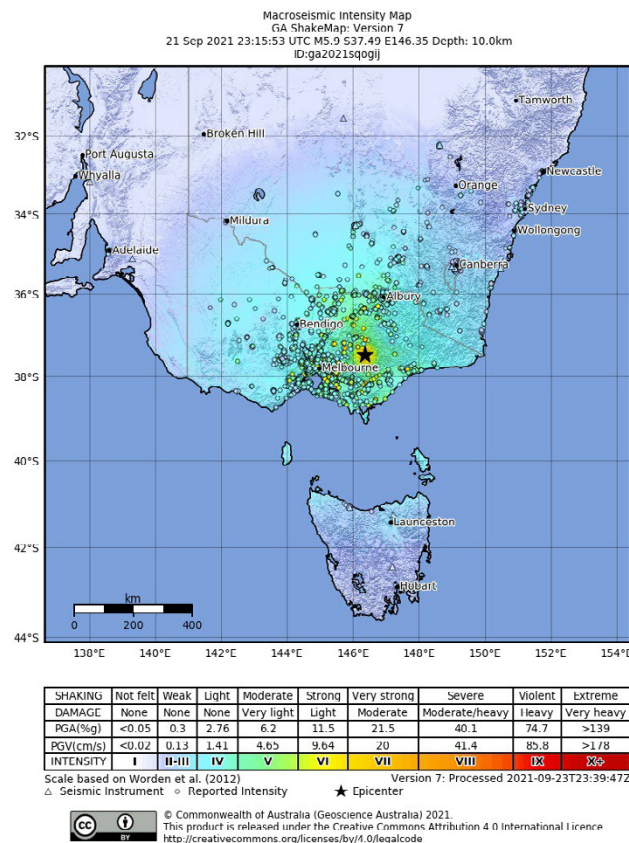 Macroseismic Intensity Map
GA ShakeMap: Version 7
21 Sep 2021 23:15:53 UTC M5.9 S37.49 E146.35 Depth: 10.0km
ID:ga2021sqogij
Tamworth
32°S
Broken Hill
Port Augusta
Newcastle
Whyalla
Orange
34°S
Mildura
Sydney
Wollongong
Adelaide
Canberra
36°S
Albury
Bendigo
38°S
Melbourne
40°S
Launceston
42°S
Hobart
km
0 200 400
44°S
138°E 140°E 142°E 144°E 146°E 148°E 150°E 152°E 154°E
SHAKING Not felt Weak Light Moderate Strong Very strong Severe Violent Extreme
DAMAGE None None None Very light Light Moderate Moderate/heavy Heavy Very heavy
PGA(%g) <0.05 0.3 2.76 6.2 11.5 21.5 40.1 74.7 >139
PGV(cm/s) <0.02 0.13 1.41 4.65 9.64 20 41.4 85.8 >178
INTENSITY I II-III IV V VI VII VIII IX X+
Scale based on Worden et al. (2012) Version 7: Processed 2021-09-23T23:39:47Z
△ Seismic Instrument ○ Reported Intensity ★ Epicenter
© Commonwealth of Australia (Geoscience Australia) 2021.
This product is released under the Creative Commons Attribution 4.0 International Licence.
http://creativecommons.org/licenses/by/4.0/legalcode
cc BY